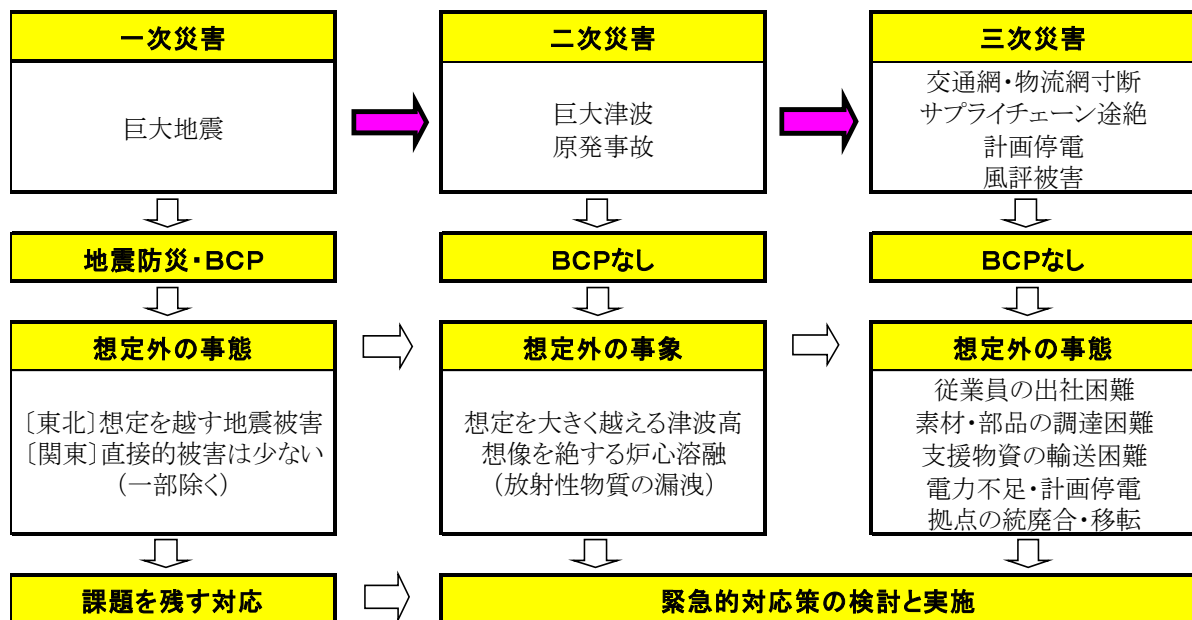 一次災害
二次災害
三次災害
巨大地震
巨大津波
原発事故
交通網・物流網寸断
サプライチェーン途絶
計画停電
風評被害
地震防災・BCP
BCPなし
BCPなし
想定外の事態
想定外の事象
想定外の事態
〔東北〕想定を越す地震被害
〔関東〕直接的被害は少ない
（一部除く）
想定を大きく越える津波高
想像を絶する炉心溶融
（放射性物質の漏洩）
従業員の出社困難
素材・部品の調達困難
支援物資の輸送困難
電力不足・計画停電
拠点の統廃合・移転
課題を残す対応
緊急的対応策の検討と実施